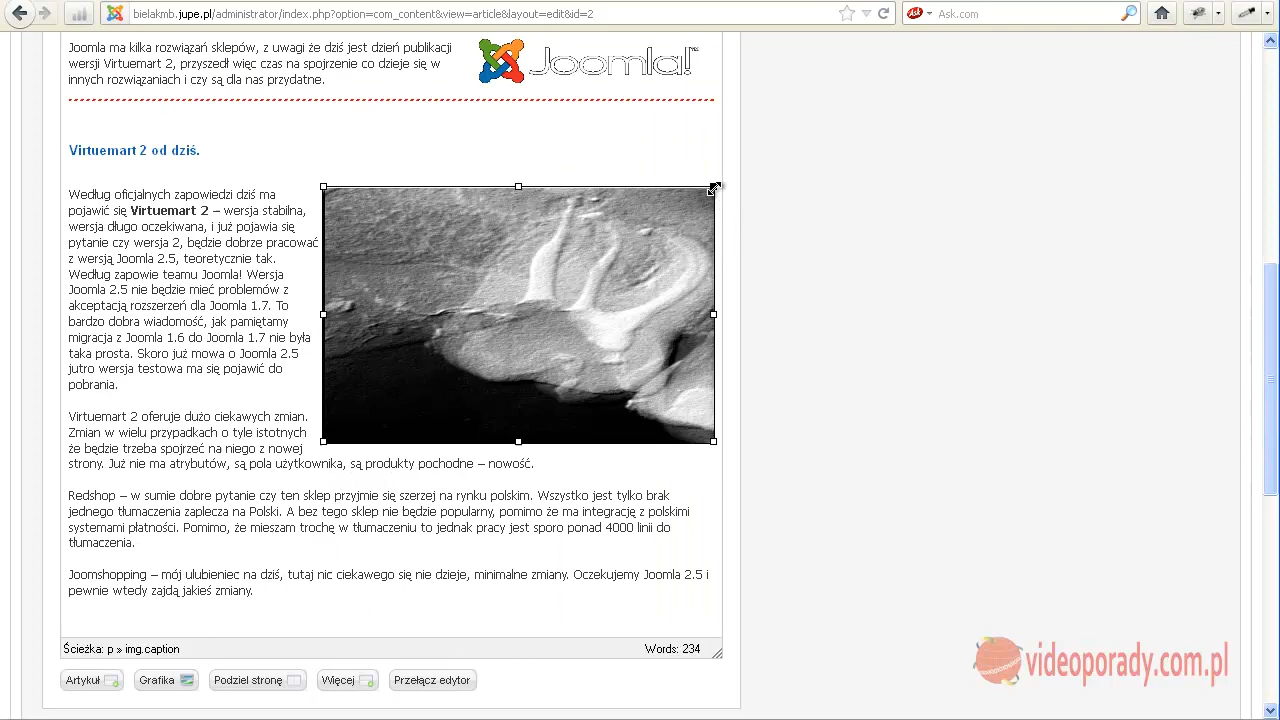 bielakmb.jupe.pl/administrator/index.php?option=com_content&view=article&layout=edit&id=2
Ask.com
Joomla ma kilka rozwiązań sklepów, z uwagi że dziś jest dzień publikacji
wersji Virtuemart 2, przyszedł więc czas na spojrzenie co dzieje się w
innych rozwiązaniach i czy są dla nas przydatne.
Joomla!™
Virtuemart 2 od dziś.
Według oficjalnych zapowiedzi dziś ma
pojawić się Virtuemart 2 – wersja stabilna,
wersja długo oczekiwana, i już pojawia się
pytanie czy wersja 2, będzie dobrze pracować
z wersją Joomla 2.5, teoretycznie tak.
Według zapowie teamu Joomla! Wersja
Joomla 2.5 nie będzie mieć problemów z
akceptacją rozszerzeń dla Joomla 1.7. To
bardzo dobra wiadomość, jak pamiętamy
migracja z Joomla 1.6 do Joomla 1.7 nie była
taka prosta. Skoro już mowa o Joomla 2.5
jutro wersja testowa ma się pojawić do
pobrania.
Virtuemart 2 oferuje dużo ciekawych zmian.
Zmian w wielu przypadkach o tyle istotnych
że będzie trzeba spojrzeć na niego z nowej
strony. Już nie ma atrybutów, są pola użytkownika, są produkty pochodne – nowość.
Redshop – w sumie dobre pytanie czy ten sklep przyjmie się szerzej na rynku polskim. Wszystko jest tylko brak
jednego tłumaczenia zaplecza na Polski. A bez tego sklep nie będzie popularny, pomimo że ma integrację z polskimi
systemami płatności. Pomimo, że mieszam trochę w tłumaczeniu to jednak pracy jest sporo ponad 4000 linii do
tłumaczenia.
Joomshopping – mój ulubieniec na dziś, tutaj nic ciekawego się nie dzieje, minimalne zmiany. Oczekujemy Joomla 2.5 i
pewnie wtedy zajdą jakieś zmiany.
Ścieżka: p » img.caption
Words: 234
Artykuł
Grafika
Podziel stronę
Więcej
Przełącz edytor
videoporady.com.pl